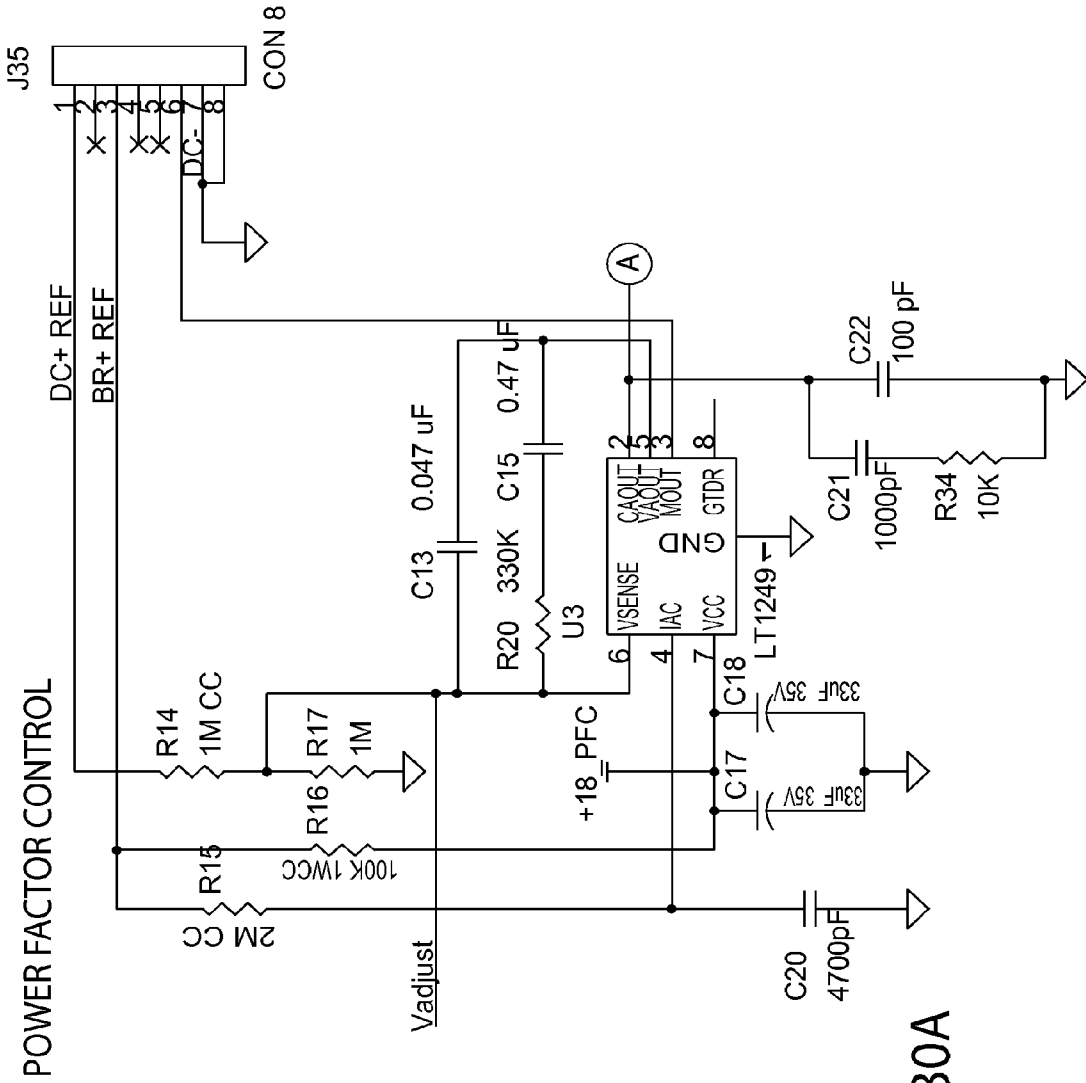 POWER FACTOR CONTROL
J35
CON 8
1
2
3
4
5
6
7
8
DC-
DC+ REF
BR+ REF
R14
1M CC
R17
1M
R16
100K 1WCC
R15
2M CC
Vadjust
C13
0.047 uF
R20
330K
C15
0.47 uF
U3
A
6
4
7
VSENSE
IAC
VCC
CAOUT
VAOUT
MOUT
GTDR
GND
2
5
3
8
1
LT1249
+18_PFC
C18
33uF 35V
C17
33uF 35V
C20
4700pF
C21
1000pF
C22
100 pF
R34
10K